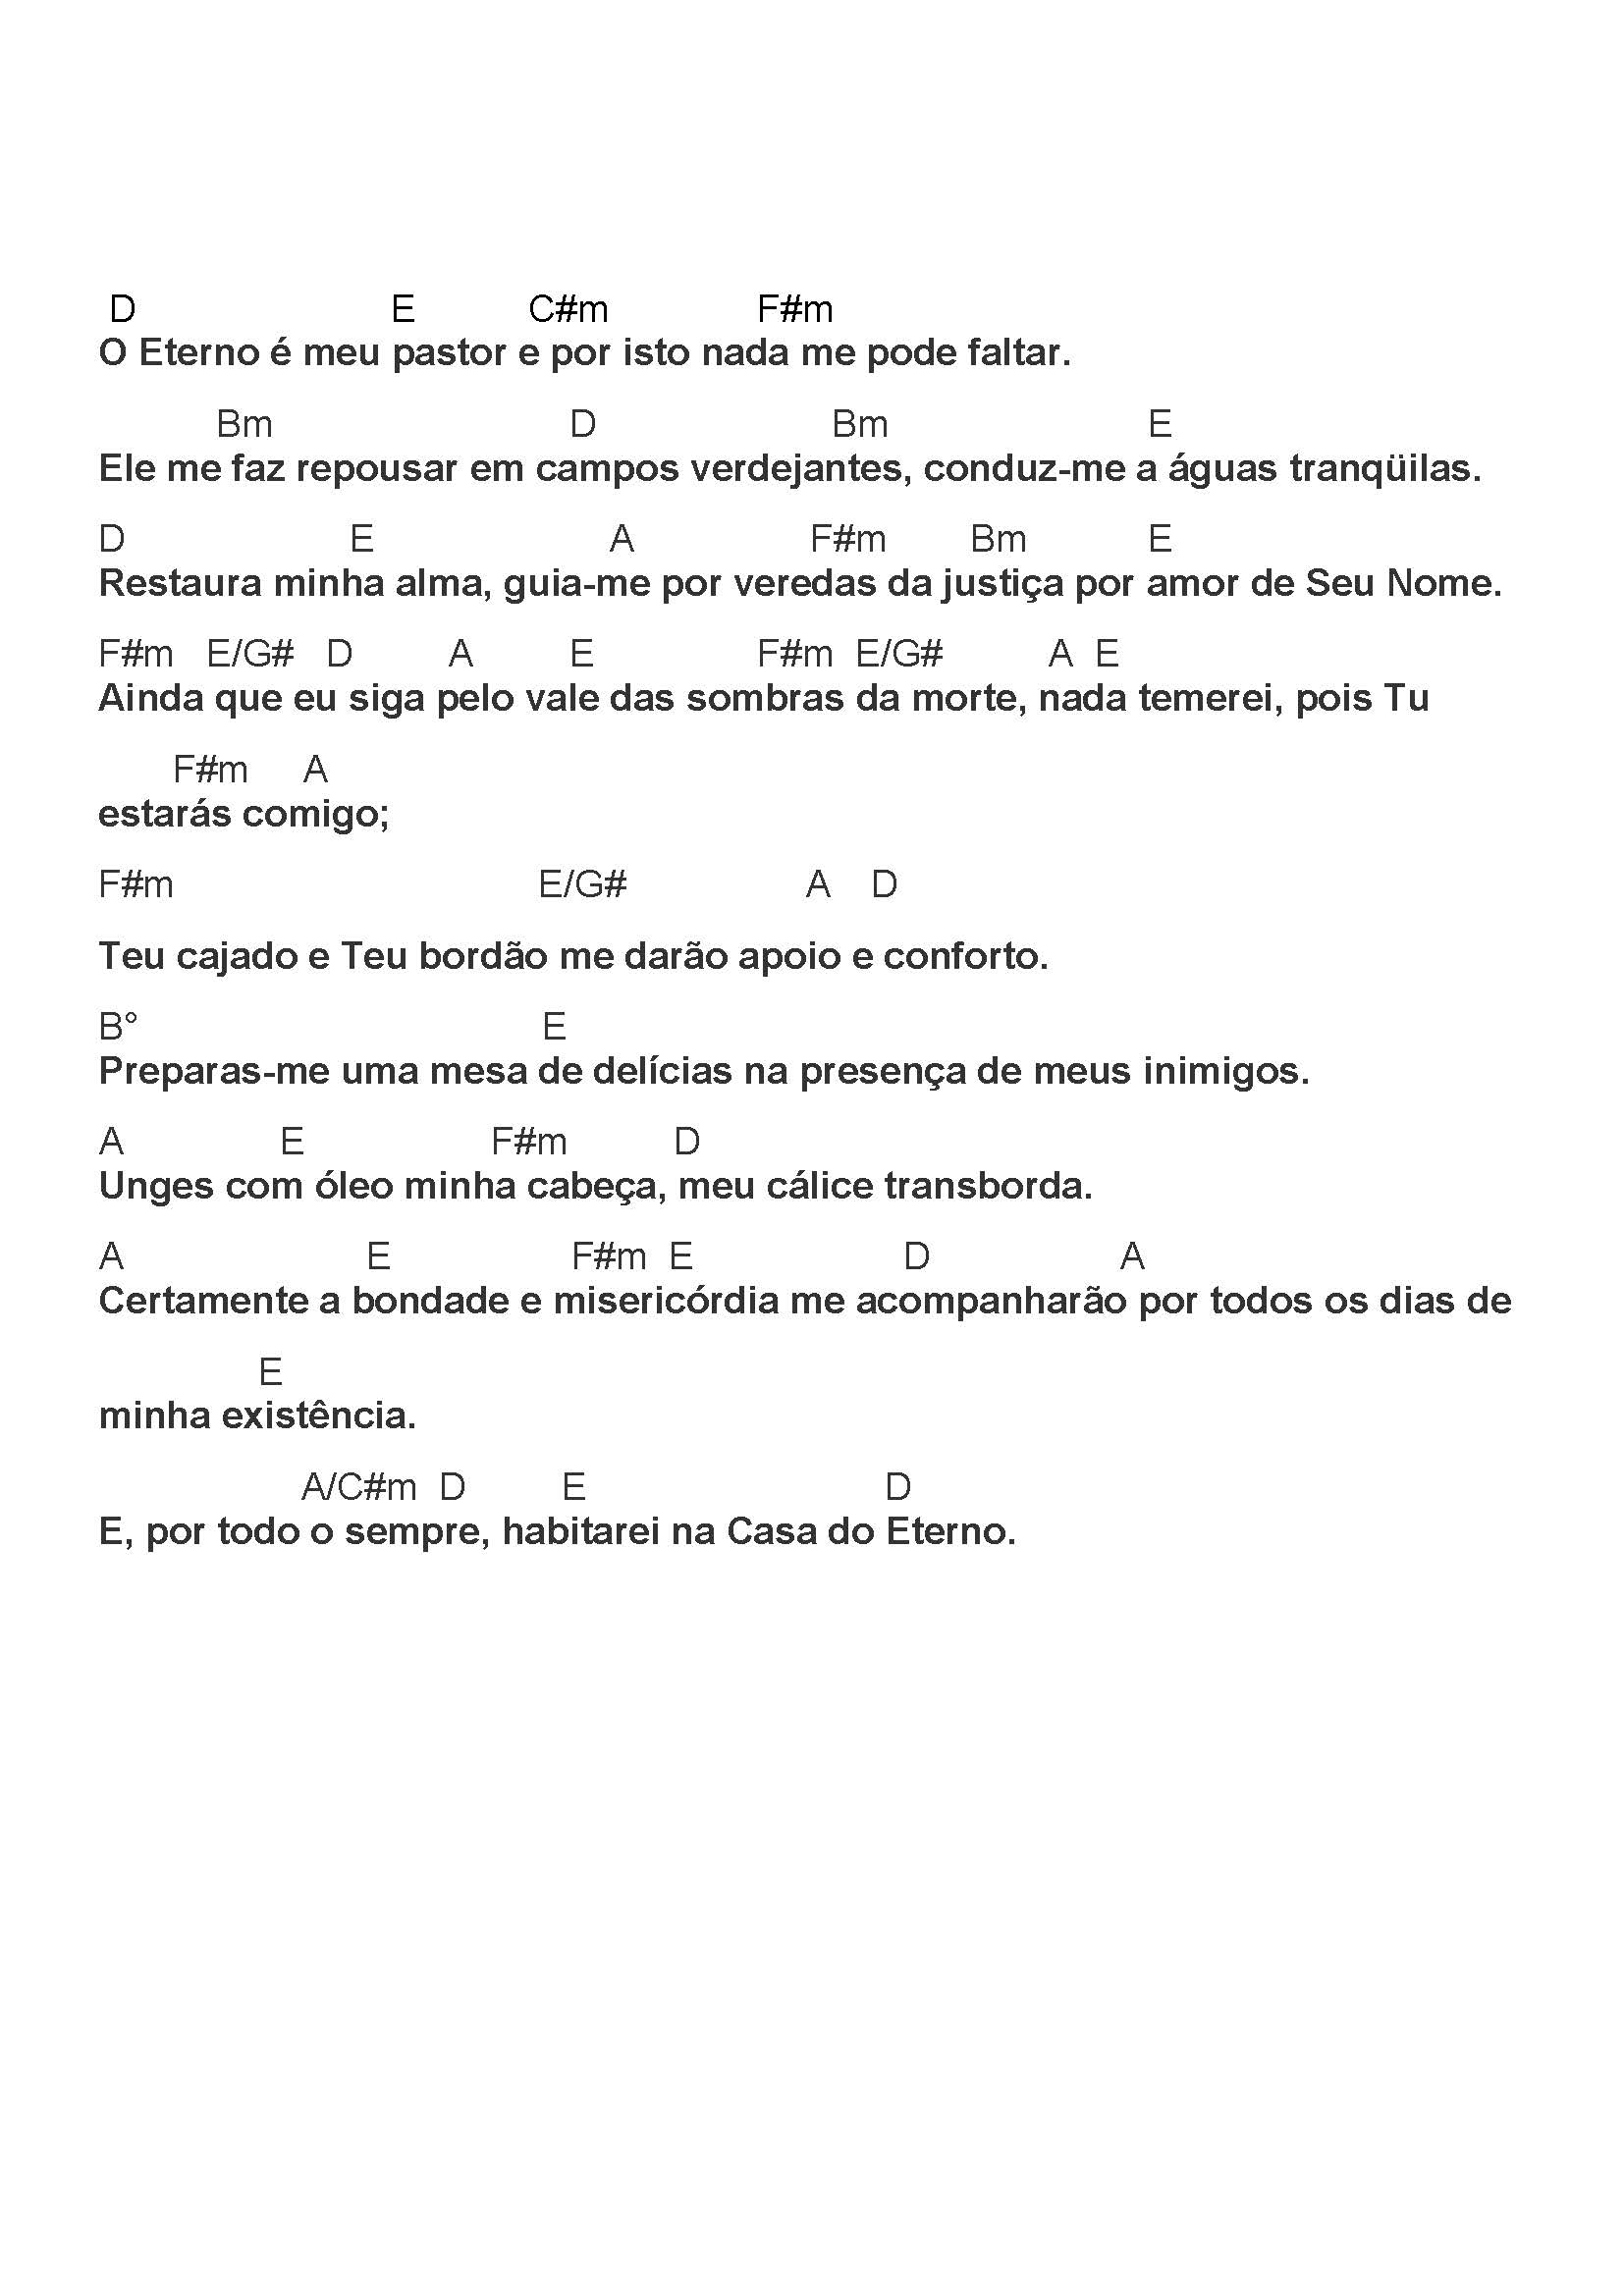 D E C#m F#m
O Eterno é meu pastor e por isto nada me pode faltar.
Bm D Bm E
Ele me faz repousar em campos verdejantes, conduz-me a águas tranqüilas.
D E A F#m Bm E
Restaura minha alma, guia-me por veredas da justiça por amor de Seu Nome.
F#m E/G# D A E F#m E/G# A E
Ainda que eu siga pelo vale das sombras da morte, nada temerei, pois Tu
F#m A
estarás comigo;
F#m E/G# A D
Teu cajado e Teu bordão me darão apoio e conforto.
B° E
Preparas-me uma mesa de delícias na presença de meus inimigos.
A E F#m D
Unges com óleo minha cabeça, meu cálice transborda.
A E F#m E D A
Certamente a bondade e misericórdia me acompanharão por todos os dias de
E
minha existência.
A/C#m D E D
E, por todo o sempre, habitarei na Casa do Eterno.